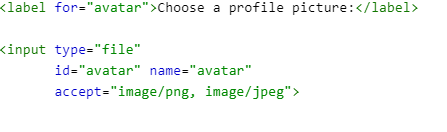 <label for="avatar">Choose a profile picture:</label>
<input type="file"
id="avatar" name="avatar"
accept="image/png, image/jpeg">